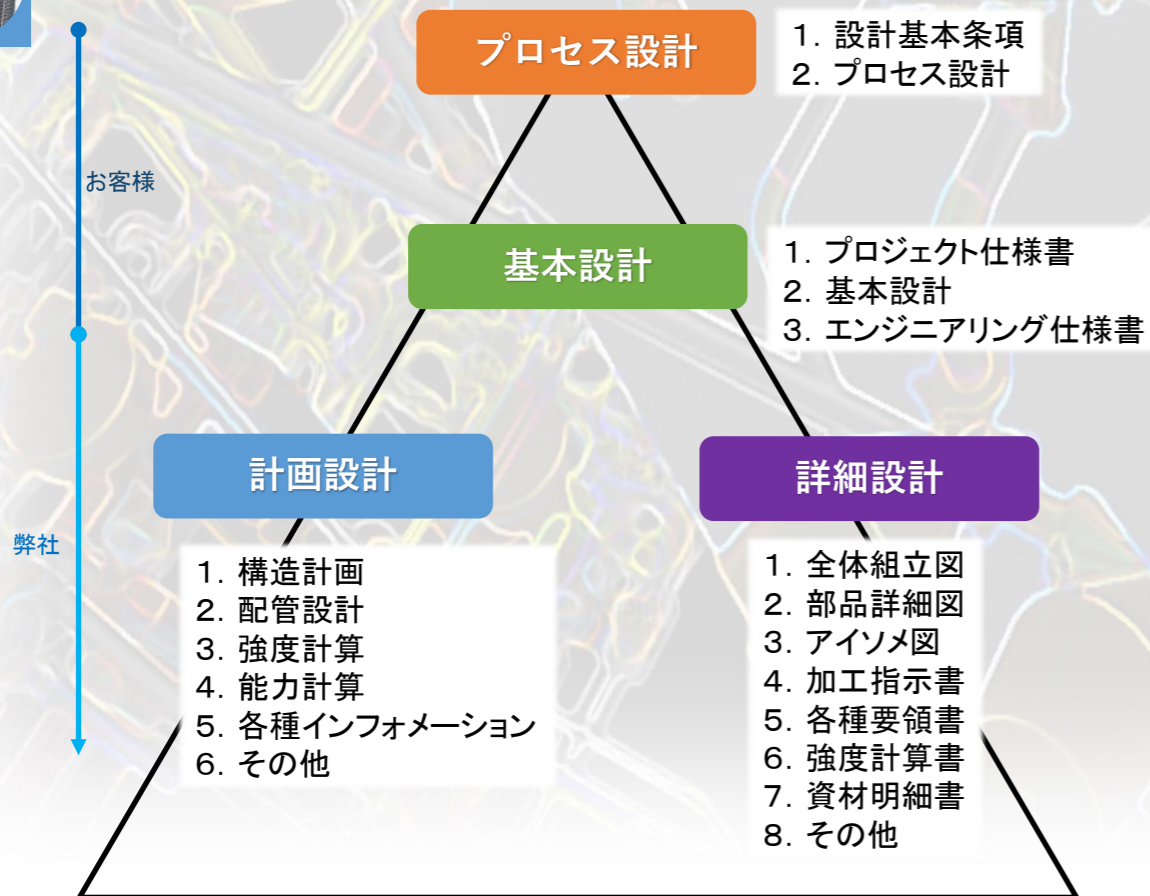 プロセス設計
1. 設計基本条項
2. プロセス設計
お客様
基本設計
1. プロジェクト仕様書
2. 基本設計
3. エンジニアリング仕様書
計画設計
詳細設計
弊社
1. 構造計画
2. 配管設計
3. 強度計算
4. 能力計算
5. 各種インフォメーション
6. その他
1. 全体組立図
2. 部品詳細図
3. アイソメ図
4. 加工指示書
5. 各種要領書
6. 強度計算書
7. 資材明細書
8. その他